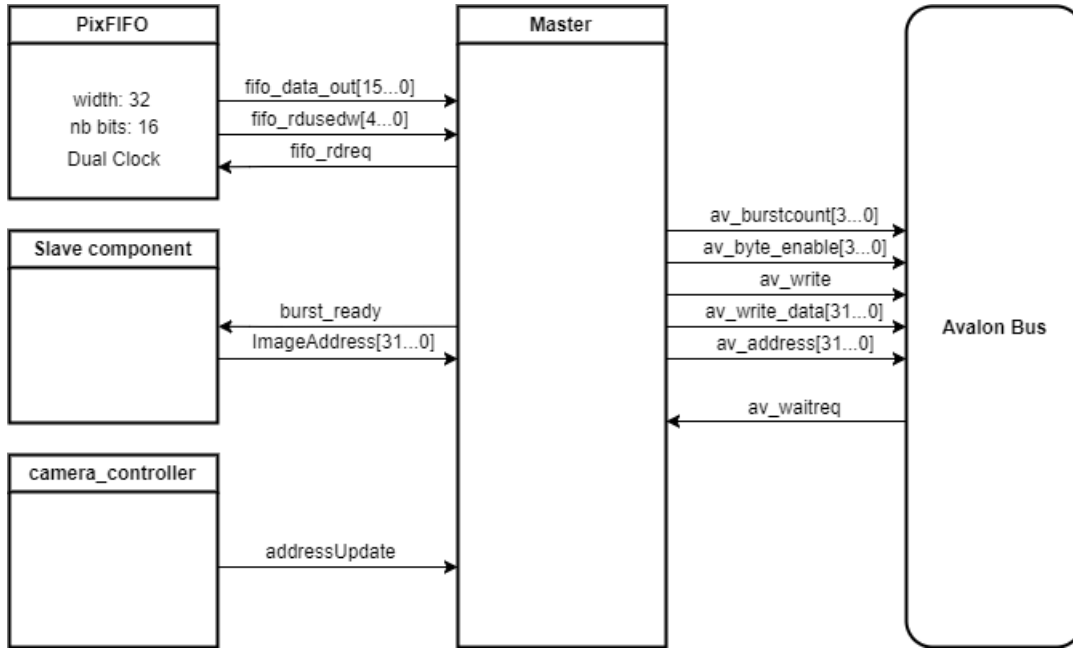 PixFIFO
width: 32
nb bits: 16
Dual Clock
fifo_data_out[15...0]
fifo_rdusedw[4...0]
fifo_rdreq
Slave component
burst_ready
ImageAddress[31...0]
camera_controller
addressUpdate
Master
av_burstcount[3...0]
av_byte_enable[3...0]
av_write
av_write_data[31...0]
av_address[31...0]
av_waitreq
Avalon Bus